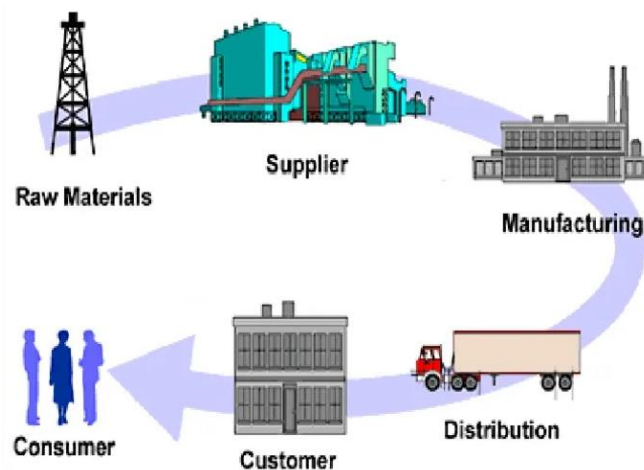 Raw Materials
Supplier
Manufacturing
Distribution
Customer
Consumer